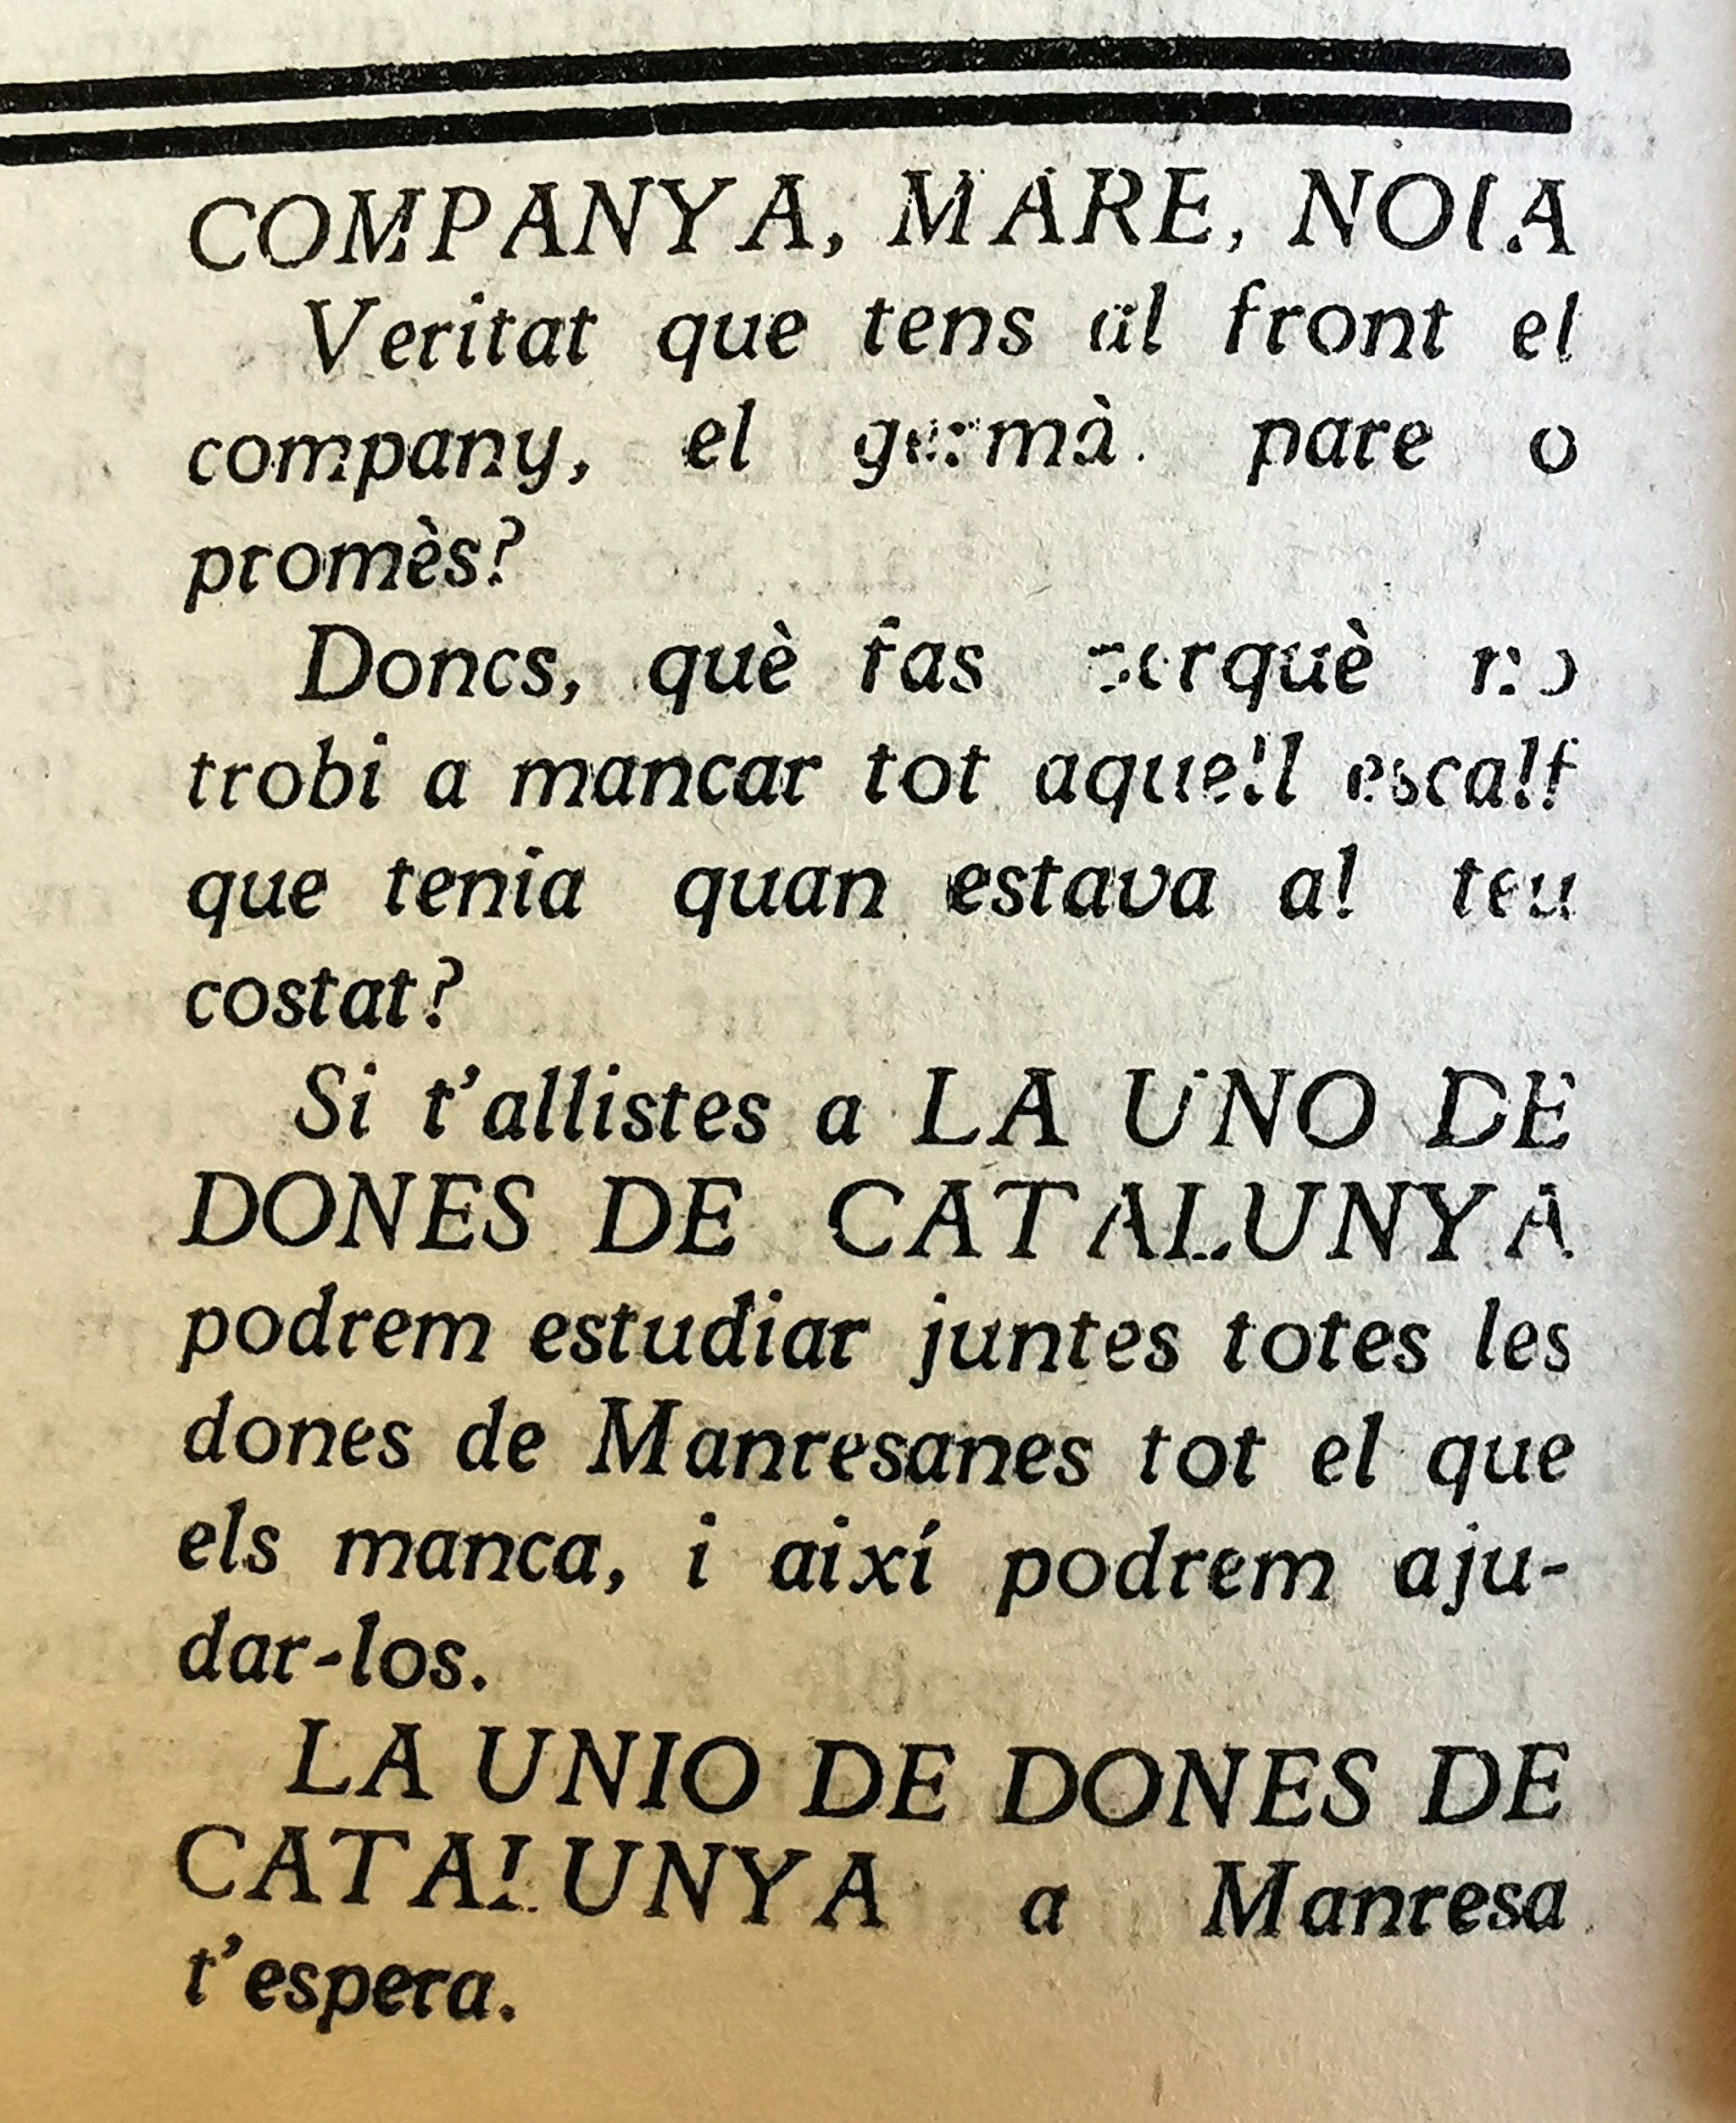 COMPANYA, MARE, NOIA
Veritat que tens al front el
company, el germà. pare o
promès?
Doncs, què fas perquè no
trobi a mancar tot aquell escalf
que tenia quan estava al teu
costat?
Si t'allistes a LA UNO DE
DONES DE CATALUNYA
podrem estudiar juntes totes les
dones de Manresanes tot el que
els manca, i així podrem aju-
dar-los.
LA UNIO DE DONES DE
CATALUNYA a Manresa
t'espera.